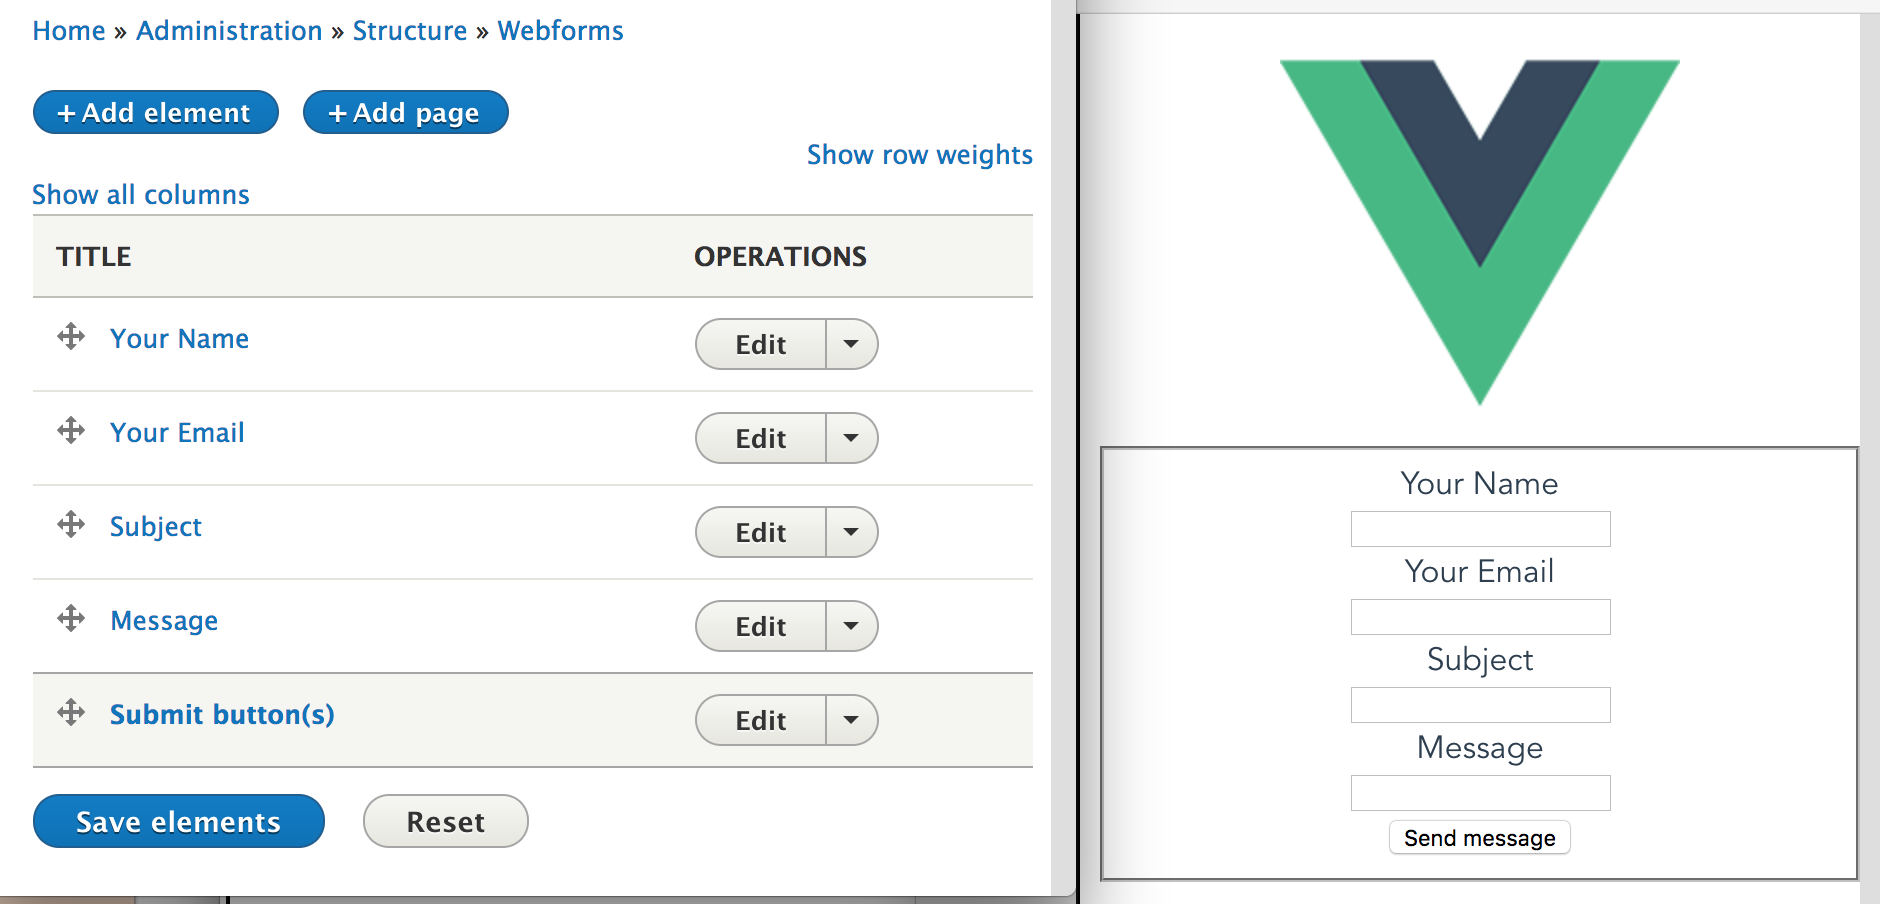 Home » Administration » Structure » Webforms
+ Add element
+ Add page
Show row weights
Show all columns
TITLE OPERATIONS
Your Name Edit
Your Email Edit
Subject Edit
Message Edit
Submit button(s) Edit
Save elements Reset
Your Name
Your Email
Subject
Message
Send message